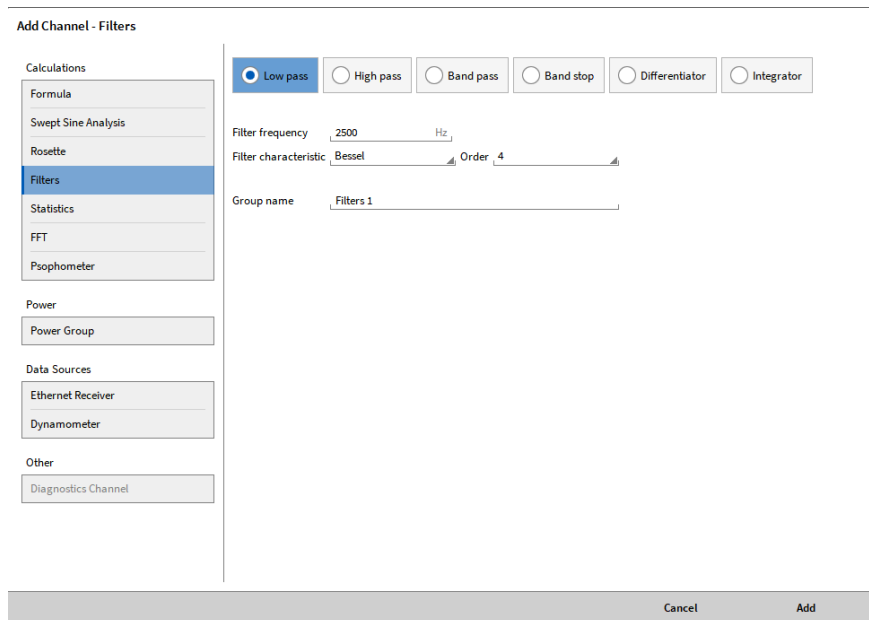 Add Channel - Filters
Calculations
Formula
Swept Sine Analysis
Rosette
Filters
Statistics
FFT
Psophometer
Power
Power Group
Data Sources
Ethernet Receiver
Dynamometer
Other
Diagnostics Channel
Low pass High pass Band pass Band stop Differentiator Integrator
Filter frequency 2500 Hz
Filter characteristic Bessel Order 4
Group name Filters 1
Cancel Add